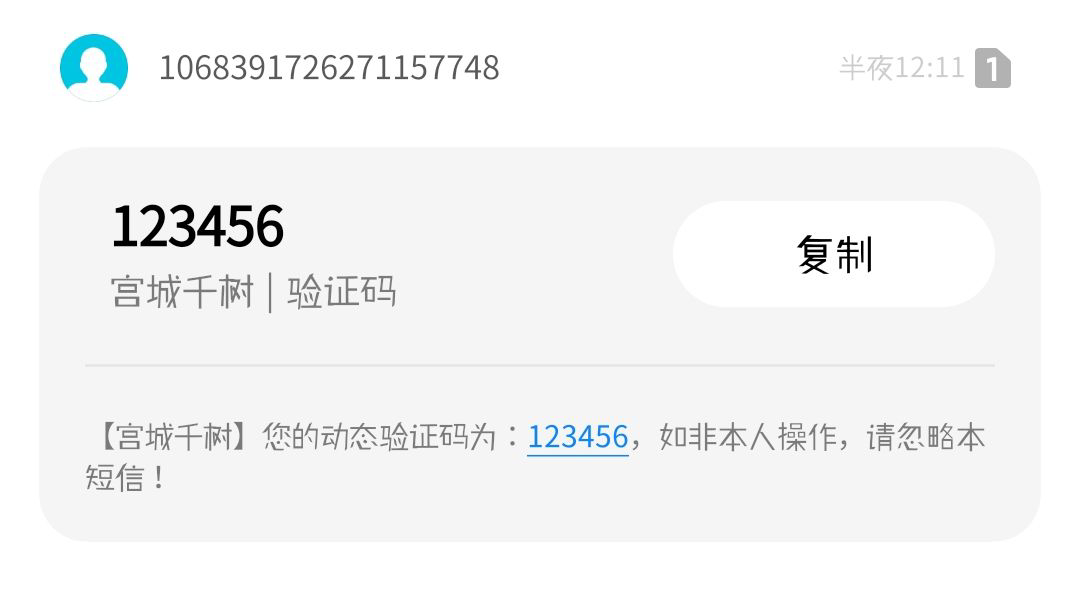 1068391726271157748
半夜12:11 1
123456
宫城千树 | 验证码
复制
【宫城千树】您的动态验证码为：123456，如非本人操作，请忽略本
短信！